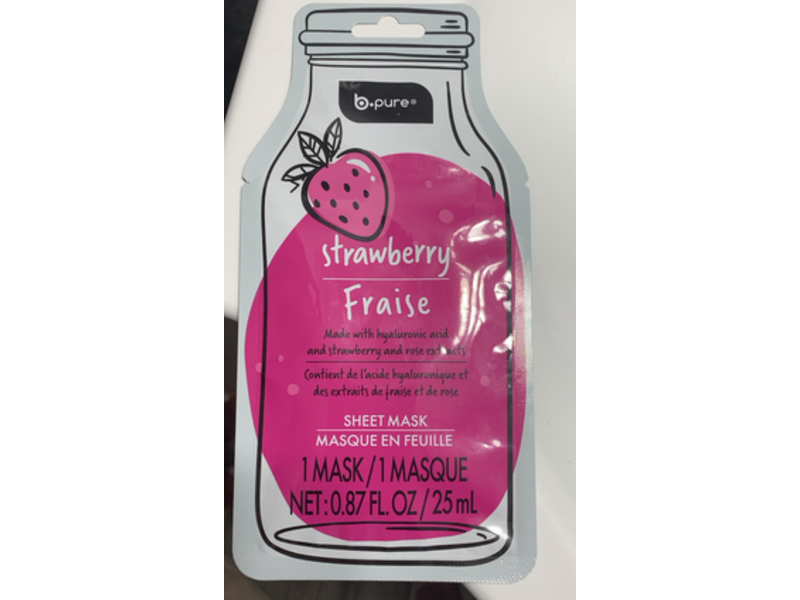 b.pure®
strawberry
Fraise
Made with hyaluronic acid
and strawberry and rose extracts
Contient de l'acide hyaluronique et
des extraits de fraise et de rose
SHEET MASK
MASQUE EN FEUILLE
1 MASK / 1 MASQUE
NET: 0.87 FL. OZ / 25 mL